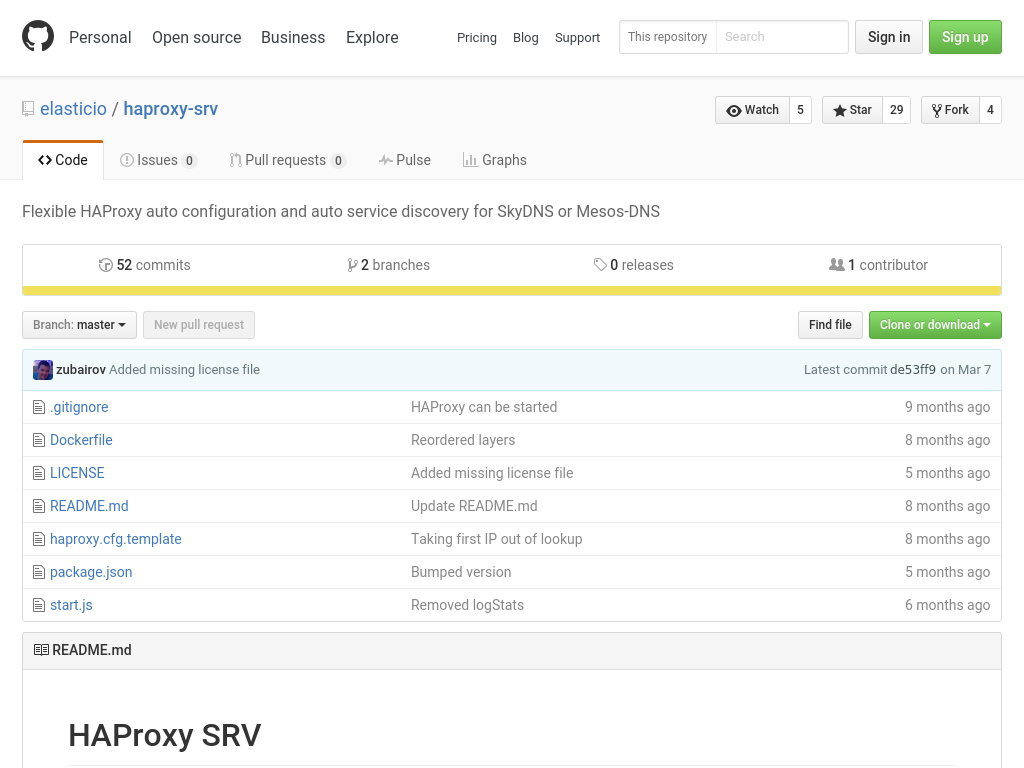 Personal Open source Business Explore Pricing Blog Support This repository Search Sign in Sign up
elasticio / haproxy-srv Watch 5 Star 29 Fork 4
Code Issues 0 Pull requests 0 Pulse Graphs
Flexible HAProxy auto configuration and auto service discovery for SkyDNS or Mesos-DNS
52 commits 2 branches 0 releases 1 contributor
Branch: master New pull request Find file Clone or download
zubairov Added missing license file Latest commit de53ff9 on Mar 7
.gitignore HAProxy can be started 9 months ago
Dockerfile Reordered layers 8 months ago
LICENSE Added missing license file 5 months ago
README.md Update README.md 8 months ago
haproxy.cfg.template Taking first IP out of lookup 8 months ago
package.json Bumped version 5 months ago
start.js Removed logStats 6 months ago
README.md
HAProxy SRV